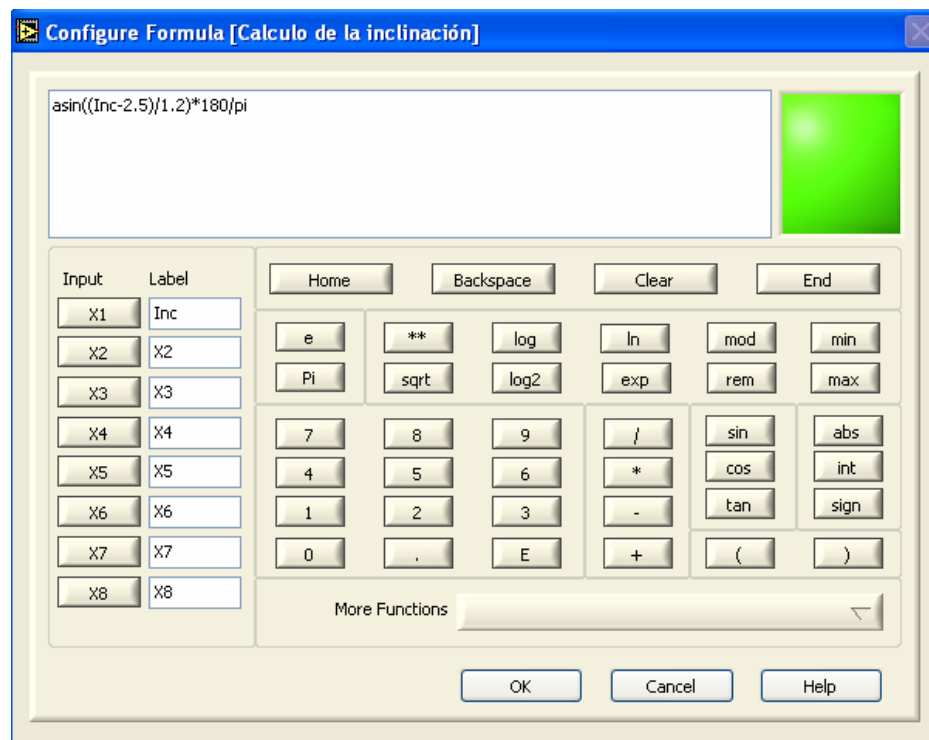 Configure Formula [Calculo de la inclinación]
asin((Inc-2.5)/1.2)*180/pi
Input Label
Home Backspace Clear End
X1 Inc
e ** log ln mod min
X2 X2
Pi sqrt log2 exp rem max
X3 X3
X4 X4
7 8 9 / sin abs
X5 X5
4 5 6 * cos int
X6 X6
1 2 3 - tan sign
X7 X7
0 . E + ( )
X8 X8
More Functions
OK Cancel Help